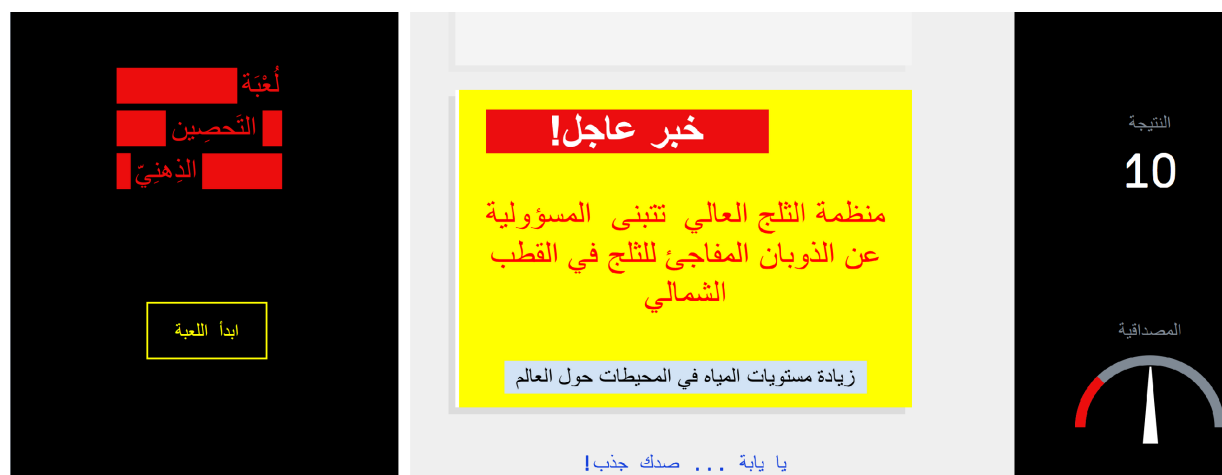 لُعْبَة
التَحصِين
الذِهنِيّ
ابدأ اللعبة
خبر عاجل!
منظمة الثلج العالي تتبنى المسؤولية
عن الذوبان المفاجئ للثلج في القطب
الشمالي
زيادة مستويات المياه في المحيطات حول العالم
يا يابة ... صدك جذب!
النتيجة
10
المصداقية